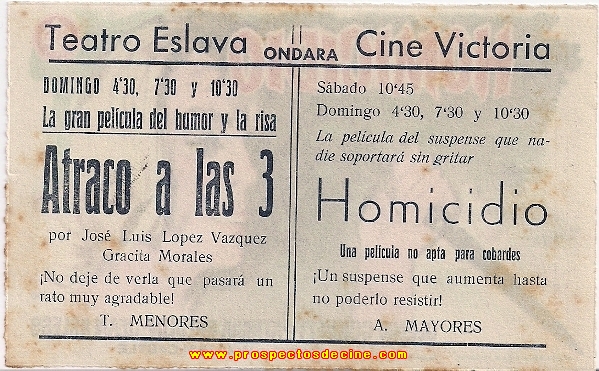 Teatro Eslava ONDARA Cine Victoria
DOMINGO 4'30, 7'30 y 10'30
La gran película del humor y la risa
Atraco a las 3
por José Luis Lopez Vazquez
Gracita Morales
¡No deje de verla que pasará un
rato muy agradable!
T. MENORES
Sábado 10'45
Domingo 4'30, 7'30 y 10'30
La película del suspense que na-
die soportará sin gritar
Homicidio
Una película no apta para cobardes
¡Un suspense que aumenta hasta
no poderlo resistir!
A. MAYORES
www.prospectosdecine.com